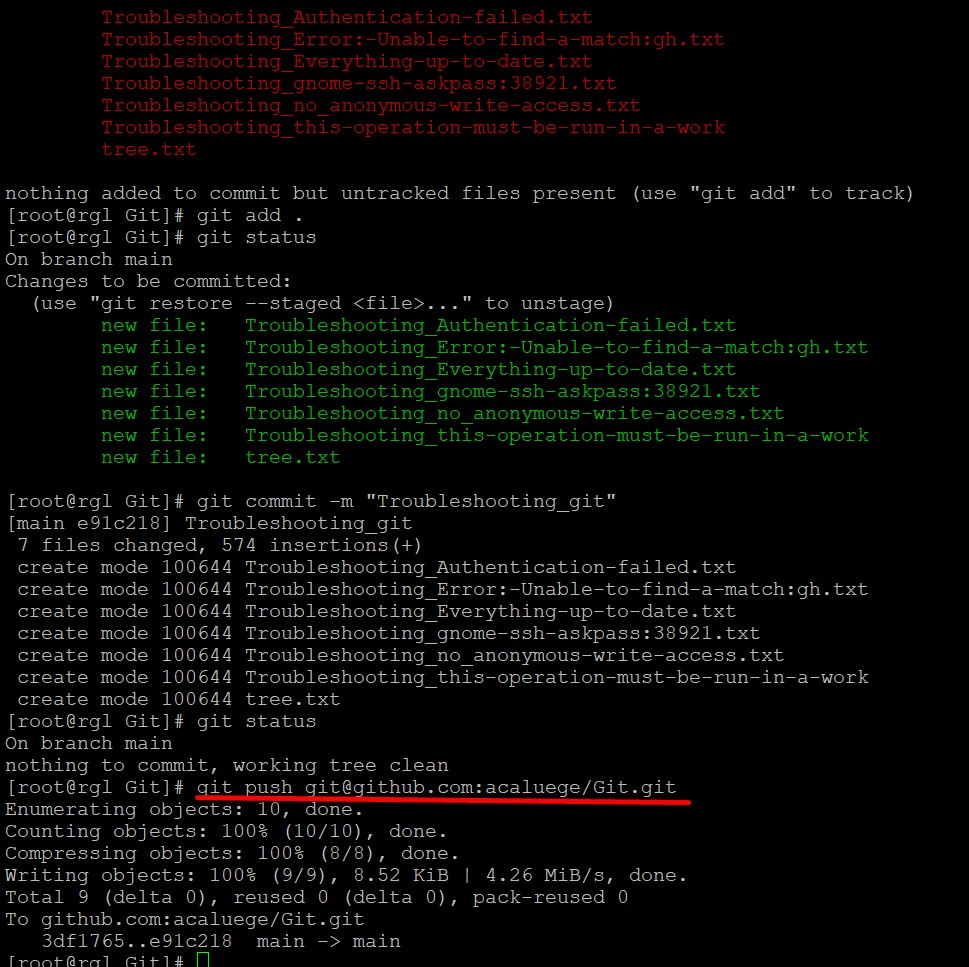 Troubleshooting_Authentication-failed.txt
Troubleshooting_Error:-Unable-to-find-a-match:gh.txt
Troubleshooting_Everything-up-to-date.txt
Troubleshooting_gnome-ssh-askpass:38921.txt
Troubleshooting_no_anonymous-write-access.txt
Troubleshooting_this-operation-must-be-run-in-a-work
tree.txt
nothing added to commit but untracked files present (use "git add" to track)
[root@rgl Git]# git add .
[root@rgl Git]# git status
On branch main
Changes to be committed:
(use "git restore --staged <file>..." to unstage)
new file:   Troubleshooting_Authentication-failed.txt
new file:   Troubleshooting_Error:-Unable-to-find-a-match:gh.txt
new file:   Troubleshooting_Everything-up-to-date.txt
new file:   Troubleshooting_gnome-ssh-askpass:38921.txt
new file:   Troubleshooting_no_anonymous-write-access.txt
new file:   Troubleshooting_this-operation-must-be-run-in-a-work
new file:   tree.txt
[root@rgl Git]# git commit -m "Troubleshooting_git"
[main e91c218] Troubleshooting_git
7 files changed, 574 insertions(+)
create mode 100644 Troubleshooting_Authentication-failed.txt
create mode 100644 Troubleshooting_Error:-Unable-to-find-a-match:gh.txt
create mode 100644 Troubleshooting_Everything-up-to-date.txt
create mode 100644 Troubleshooting_gnome-ssh-askpass:38921.txt
create mode 100644 Troubleshooting_no_anonymous-write-access.txt
create mode 100644 Troubleshooting_this-operation-must-be-run-in-a-work
create mode 100644 tree.txt
[root@rgl Git]# git status
On branch main
nothing to commit, working tree clean
[root@rgl Git]# git push git@github.com:acaluege/Git.git
Enumerating objects: 10, done.
Counting objects: 100% (10/10), done.
Compressing objects: 100% (8/8), done.
Writing objects: 100% (9/9), 8.52 KiB | 4.26 MiB/s, done.
Total 9 (delta 0), reused 0 (delta 0), pack-reused 0
To github.com:acaluege/Git.git
3df1765..e91c218  main -> main
[root@rgl Git]#